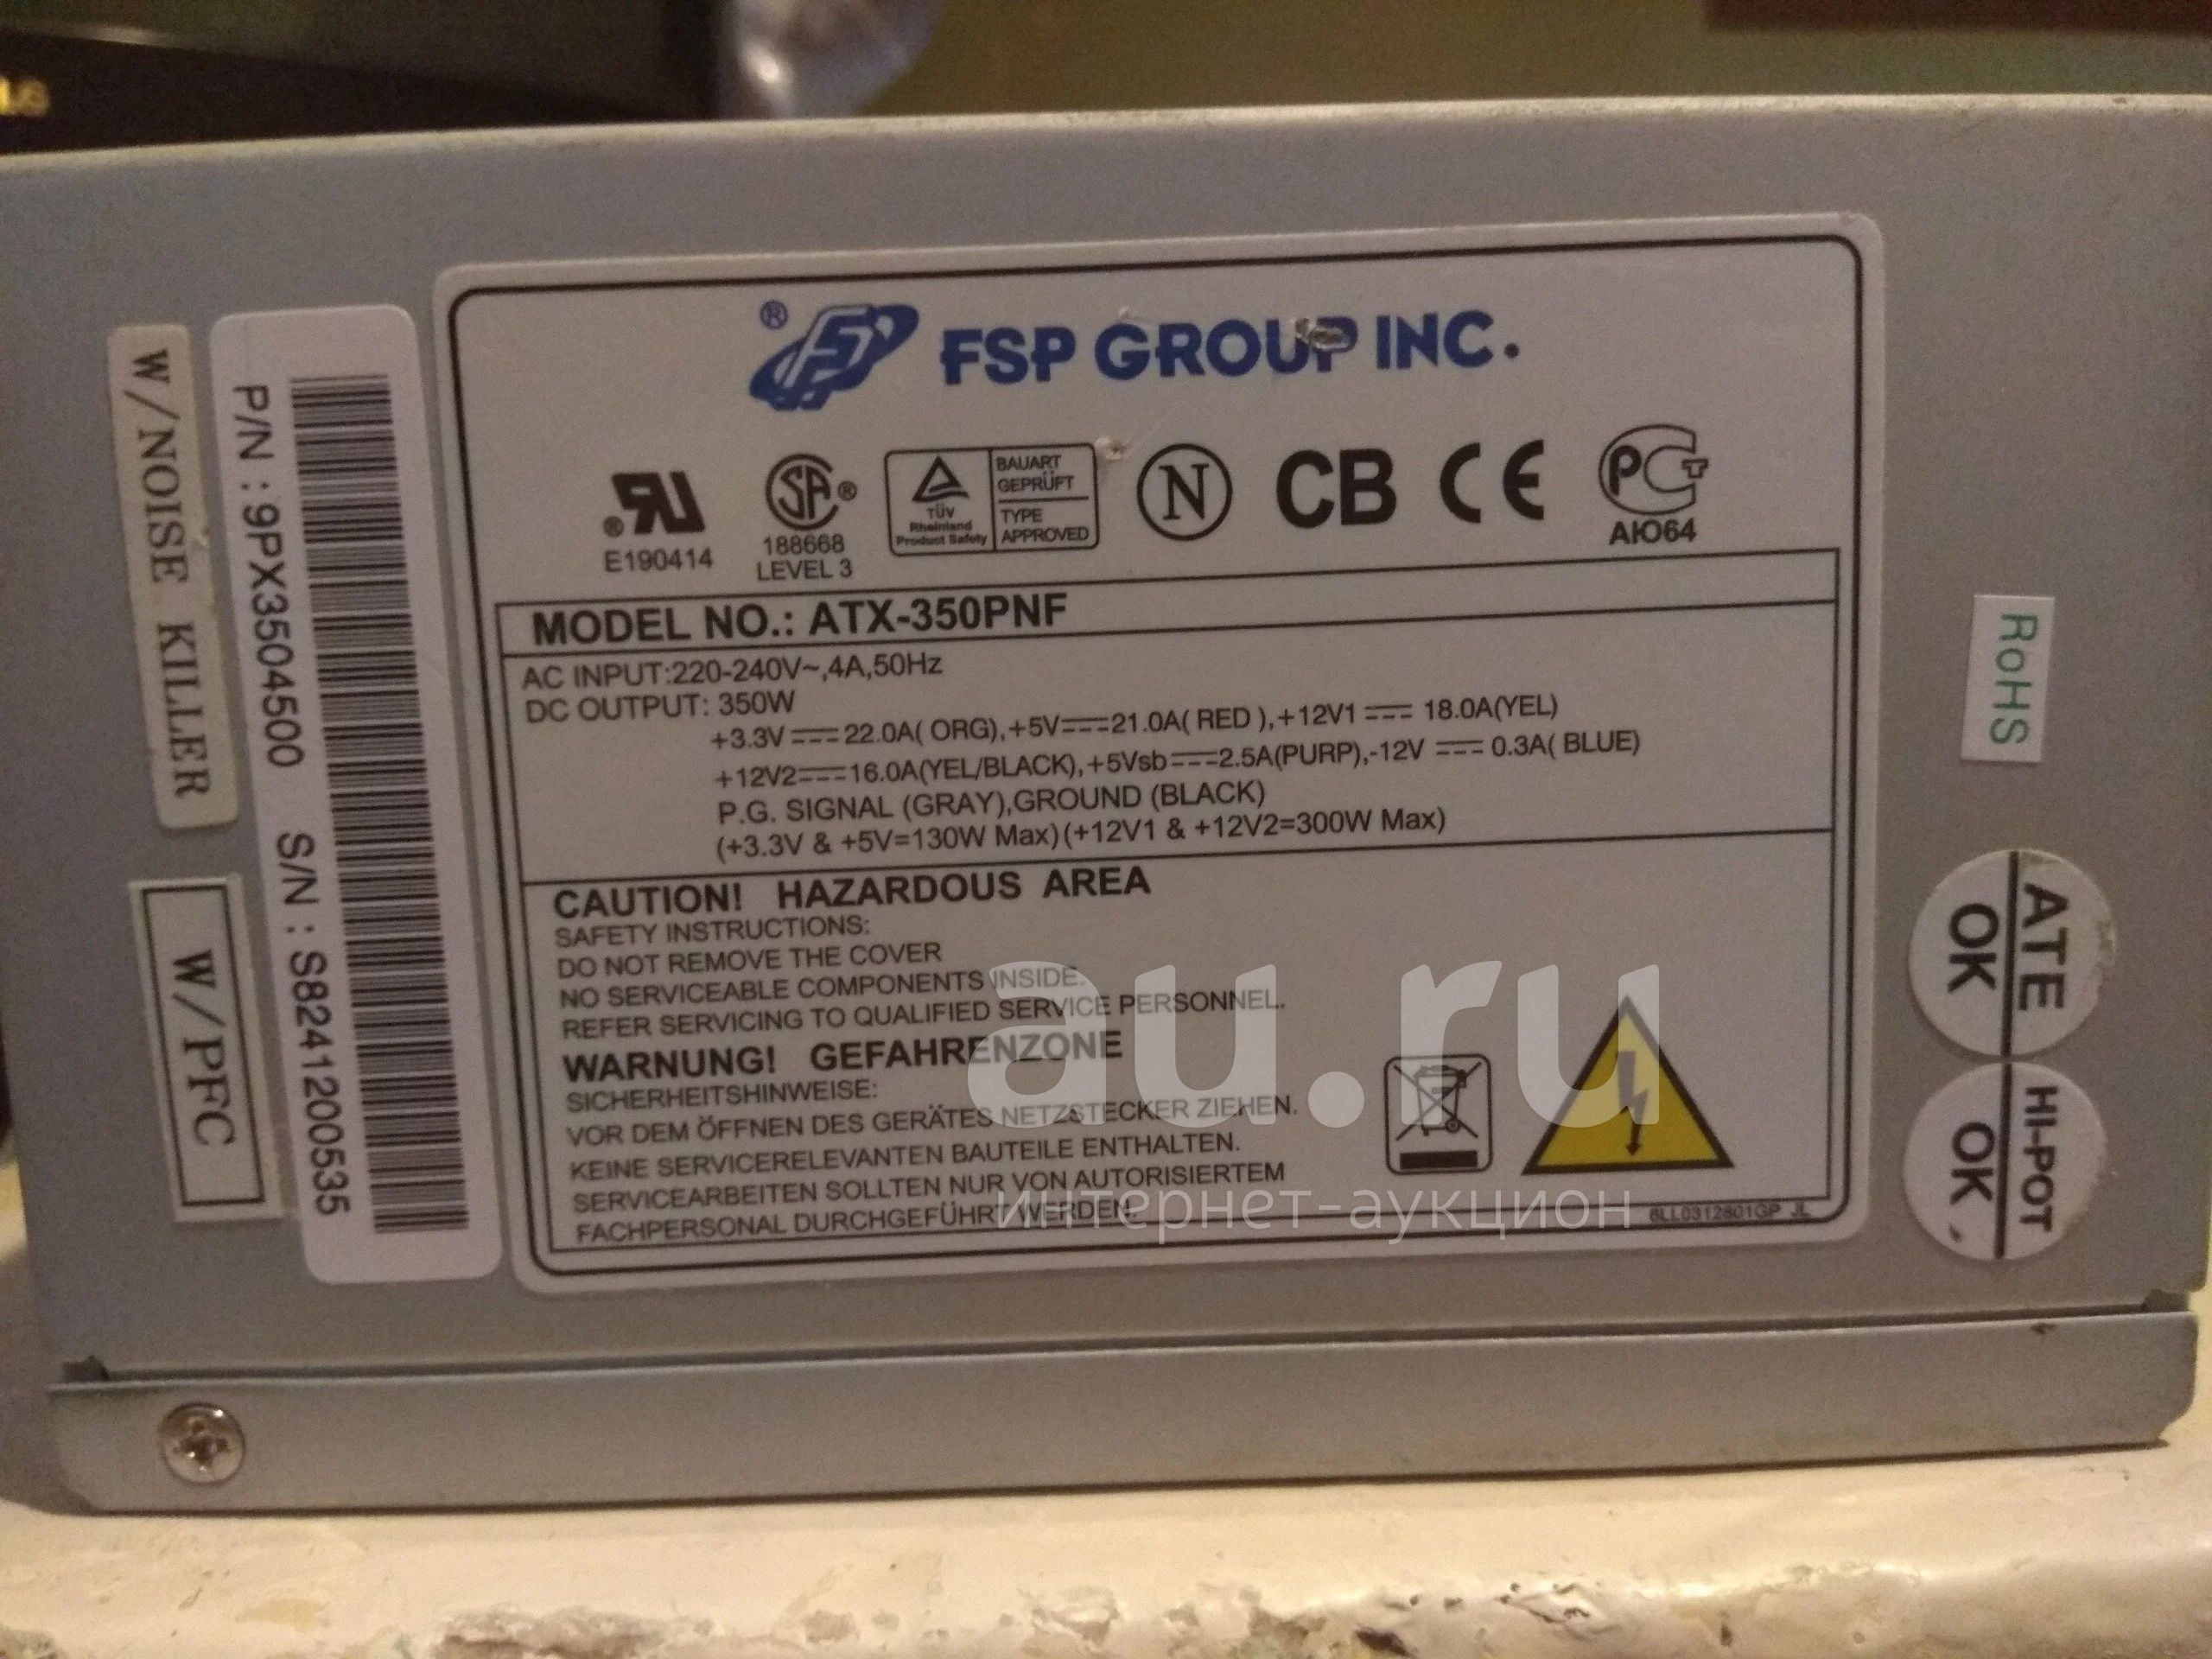 ® FSP GROUP INC.
E190414
SA®
188668
LEVEL 3
TÜV
Rheinland
Product Safety
BAUART
GEPRÜFT
TYPE
APPROVED
N
CB
CE
PCT
АЮ64
MODEL NO.: ATX-350PNF
AC INPUT:220-240V~,4A,50Hz
DC OUTPUT: 350W
+3.3V⎓22.0A( ORG),+5V⎓21.0A( RED ),+12V1⎓ 18.0A(YEL)
+12V2⎓16.0A(YEL/BLACK),+5Vsb⎓2.5A(PURP),-12V ⎓ 0.3A( BLUE)
P.G. SIGNAL (GRAY),GROUND (BLACK)
(+3.3V & +5V=130W Max)(+12V1 & +12V2=300W Max)
CAUTION! HAZARDOUS AREA
SAFETY INSTRUCTIONS:
DO NOT REMOVE THE COVER
NO SERVICEABLE COMPONENTS INSIDE.
REFER SERVICING TO QUALIFIED SERVICE PERSONNEL.
WARNUNG! GEFAHRENZONE
SICHERHEITSHINWEISE:
VOR DEM ÖFFNEN DES GERÄTES NETZSTECKER ZIEHEN.
KEINE SERVICERELEVANTEN BAUTEILE ENTHALTEN.
SERVICEARBEITEN SOLLTEN NUR VON AUTORISIERTEM
FACHPERSONAL DURCHGEFÜHRT WERDEN.
6LL0312801GP JL
W/NOISE KILLER
W/PFC
P/N : 9PX3504500 S/N : S8241200535
RoHS
ATE
OK
HI-POT
OK
au.ru
интернет-аукцион